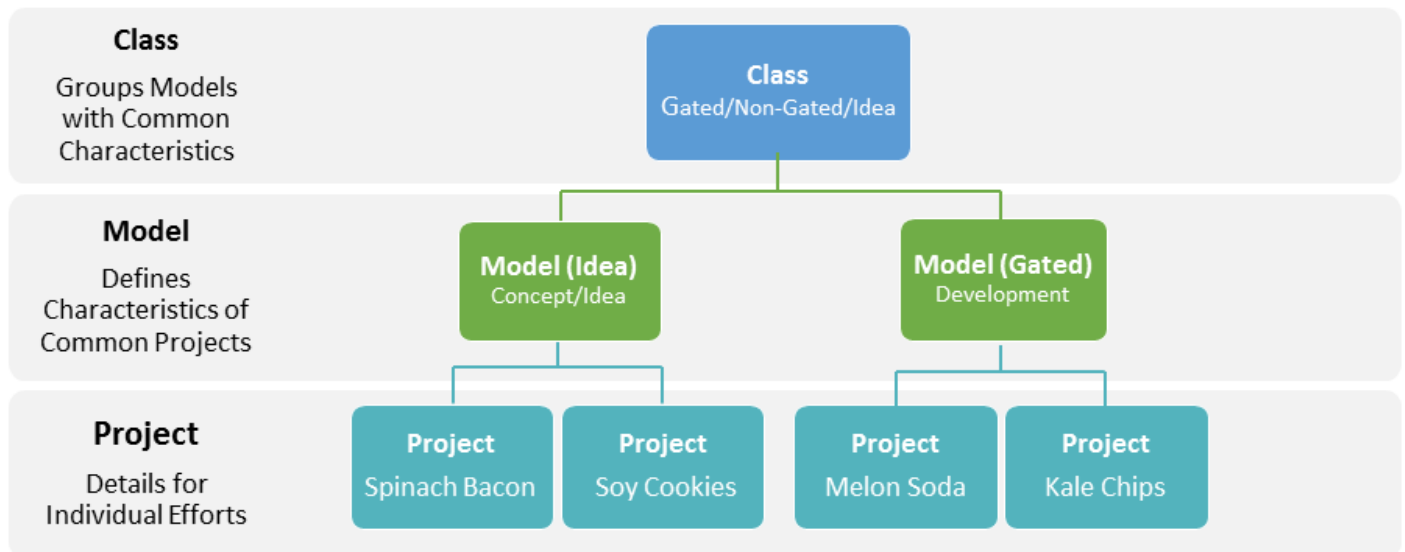 Class
Groups Models
with Common
Characteristics
Class
Gated/Non-Gated/Idea
Model
Defines
Characteristics of
Common Projects
Model (Idea)
Concept/Idea
Model (Gated)
Development
Project
Details for
Individual Efforts
Project
Spinach Bacon
Project
Soy Cookies
Project
Melon Soda
Project
Kale Chips